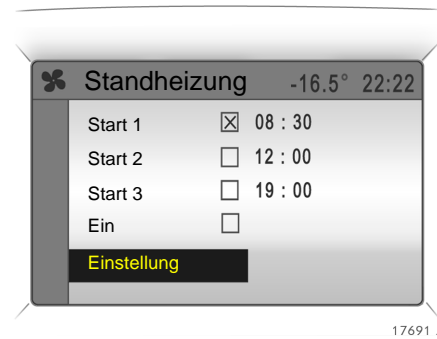 Standheizung -16.5° 22:22
Start 1 08 : 30
Start 2 12 : 00
Start 3 19 : 00
Ein
Einstellung
17691